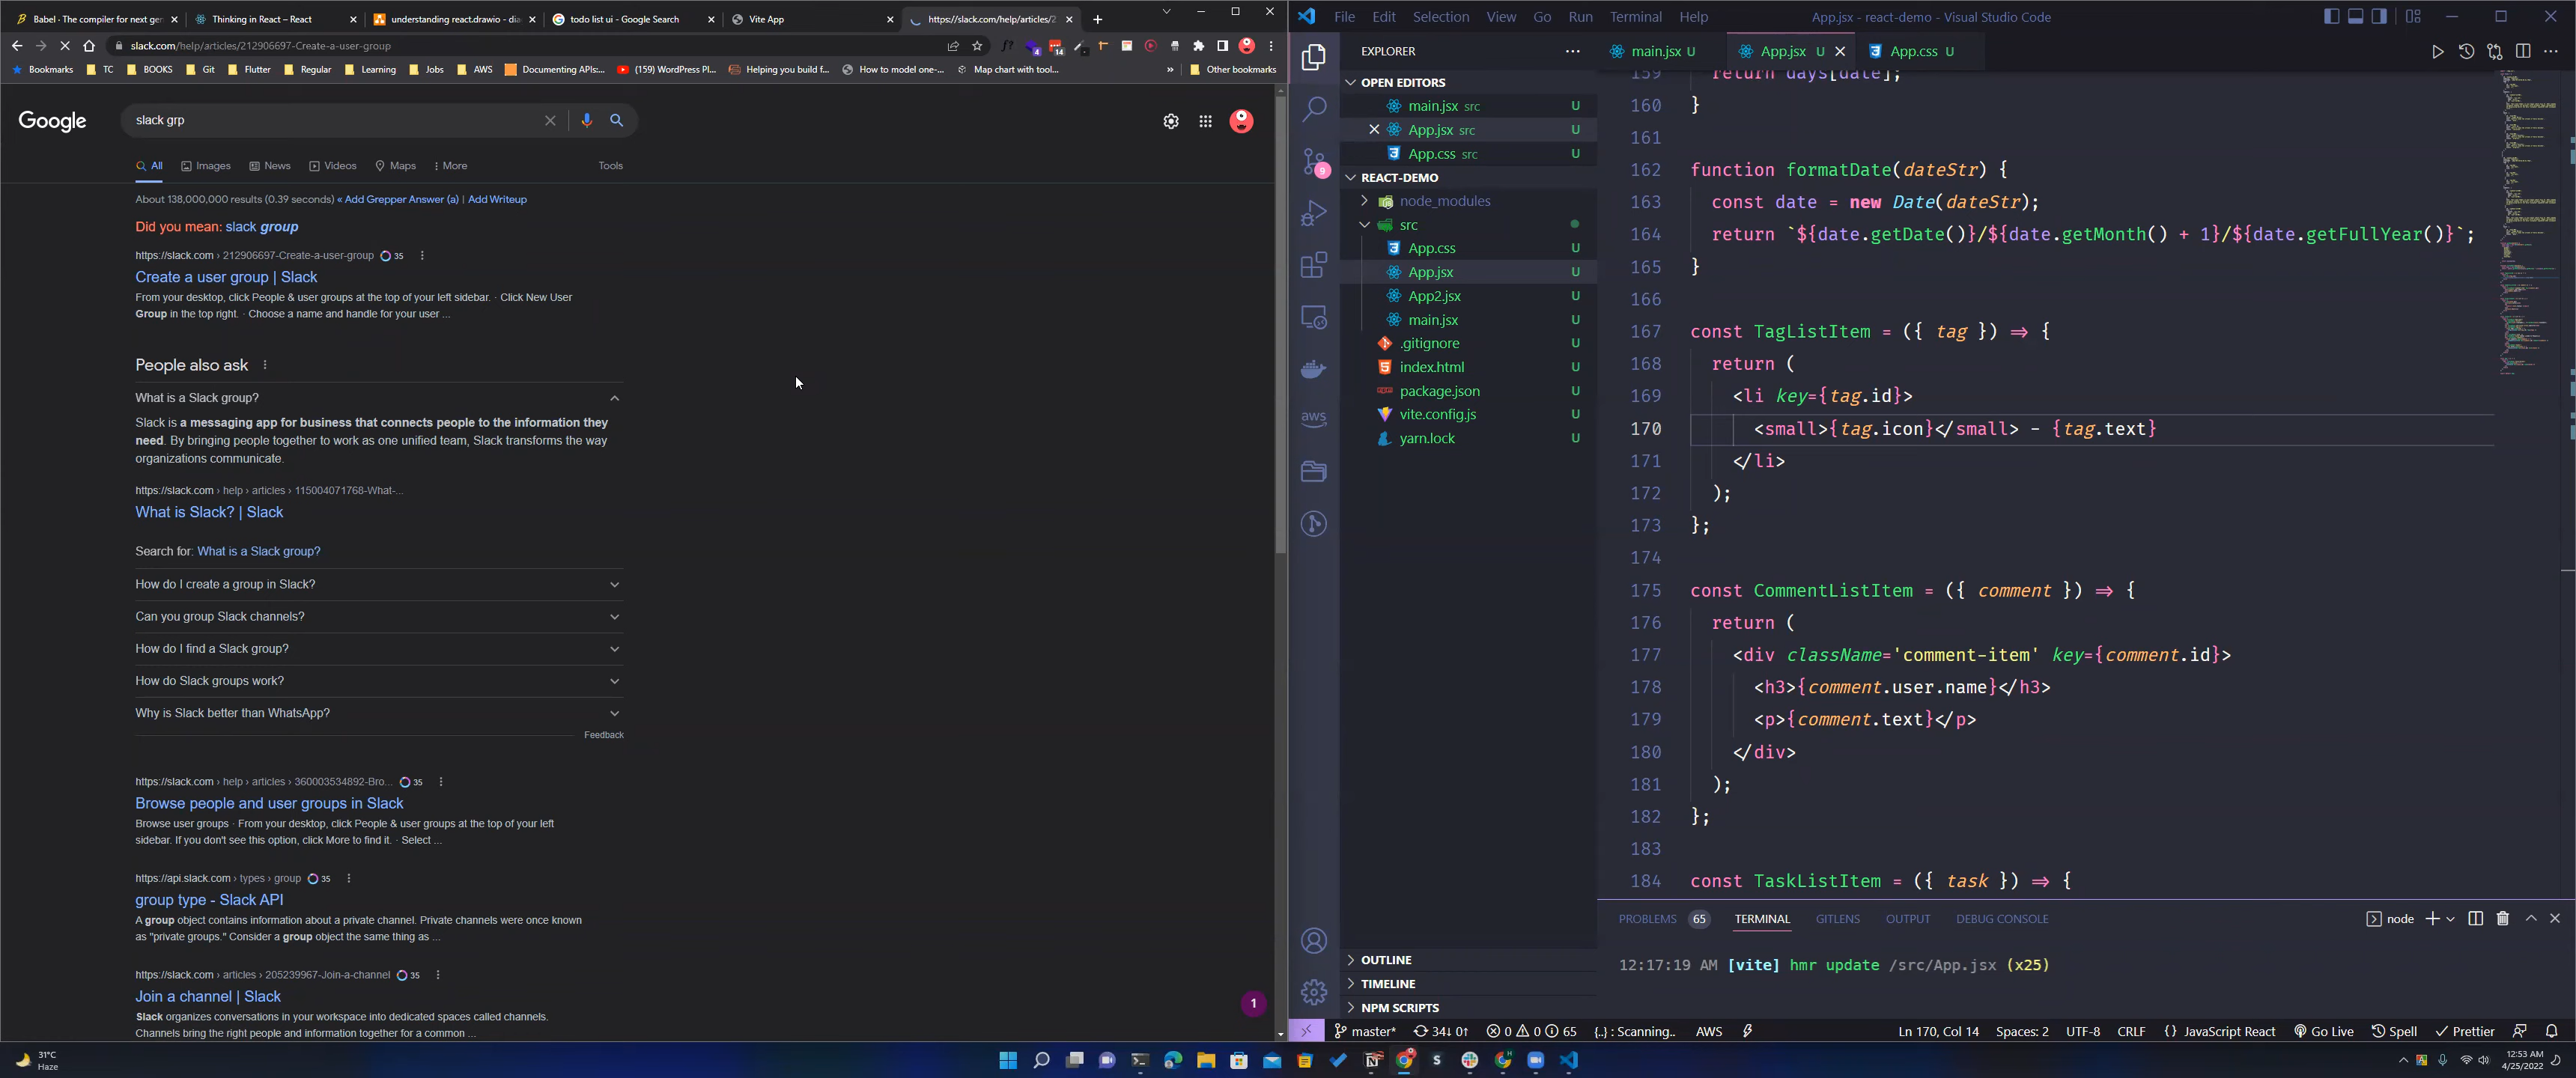 Babel · The compiler for next gen
Thinking in React – React
understanding react.drawio - dia
todo list ui - Google Search
Vite App
https://slack.com/help/articles/2
slack.com/help/articles/212906697-Create-a-user-group
Bookmarks
TC
BOOKS
Git
Flutter
Regular
Learning
Jobs
AWS
Documenting APIs:...
(159) WordPress Pl...
Helping you build f...
How to model one-...
Map chart with tool...
»
Other bookmarks
Google
slack grp
All
Images
News
Videos
Maps
More
Tools
About 138,000,000 results (0.39 seconds) « Add Grepper Answer (a) | Add Writeup
Did you mean: slack group
https://slack.com › 212906697-Create-a-user-group 35
Create a user group | Slack
From your desktop, click People & user groups at the top of your left sidebar. · Click New User
Group in the top right. · Choose a name and handle for your user ...
People also ask
What is a Slack group?
Slack is a messaging app for business that connects people to the information they
need. By bringing people together to work as one unified team, Slack transforms the way
organizations communicate.
https://slack.com › help › articles › 115004071768-What-...
What is Slack? | Slack
Search for: What is a Slack group?
How do I create a group in Slack?
Can you group Slack channels?
How do I find a Slack group?
How do Slack groups work?
Why is Slack better than WhatsApp?
Feedback
https://slack.com › help › articles › 360003534892-Bro... 35
Browse people and user groups in Slack
Browse user groups · From your desktop, click People & user groups at the top of your left
sidebar. If you don't see this option, click More to find it. · Select ...
https://api.slack.com › types › group 35
group type - Slack API
A group object contains information about a private channel. Private channels were once known
as "private groups." Consider a group object the same thing as ...
https://slack.com › articles › 205239967-Join-a-channel 35
Join a channel | Slack
Slack organizes conversations in your workspace into dedicated spaces called channels.
Channels bring the right people and information together for a common ...
1
File Edit Selection View Go Run Terminal Help
App.jsx - react-demo - Visual Studio Code
EXPLORER
main.jsx U
App.jsx U
App.css U
OPEN EDITORS
main.jsx src U
App.jsx src U
App.css src U
REACT-DEMO
node_modules
src
App.css U
App.jsx U
App2.jsx U
main.jsx U
.gitignore U
index.html U
package.json U
vite.config.js U
yarn.lock U
9
aws
OUTLINE
TIMELINE
NPM SCRIPTS
159 return days[date];
160 }
161
162 function formatDate(dateStr) {
163 const date = new Date(dateStr);
164 return `${date.getDate()}/${date.getMonth() + 1}/${date.getFullYear()}`;
165 }
166
167 const TagListItem = ({ tag }) => {
168 return (
169 <li key={tag.id}>
170 <small>{tag.icon}</small> - {tag.text}
171 </li>
172 );
173 };
174
175 const CommentListItem = ({ comment }) => {
176 return (
177 <div className='comment-item' key={comment.id}>
178 <h3>{comment.user.name}</h3>
179 <p>{comment.text}</p>
180 </div>
181 );
182 };
183
184 const TaskListItem = ({ task }) => {
PROBLEMS 65 TERMINAL GITLENS OUTPUT DEBUG CONSOLE
node
12:17:19 AM [vite] hmr update /src/App.jsx (x25)
master* 34↓ 0↑ 0 0 65 {..} : Scanning.. AWS
Ln 170, Col 14 Spaces: 2 UTF-8 CRLF {} JavaScript React Go Live Spell Prettier
31°C
Haze
12:53 AM
4/25/2022